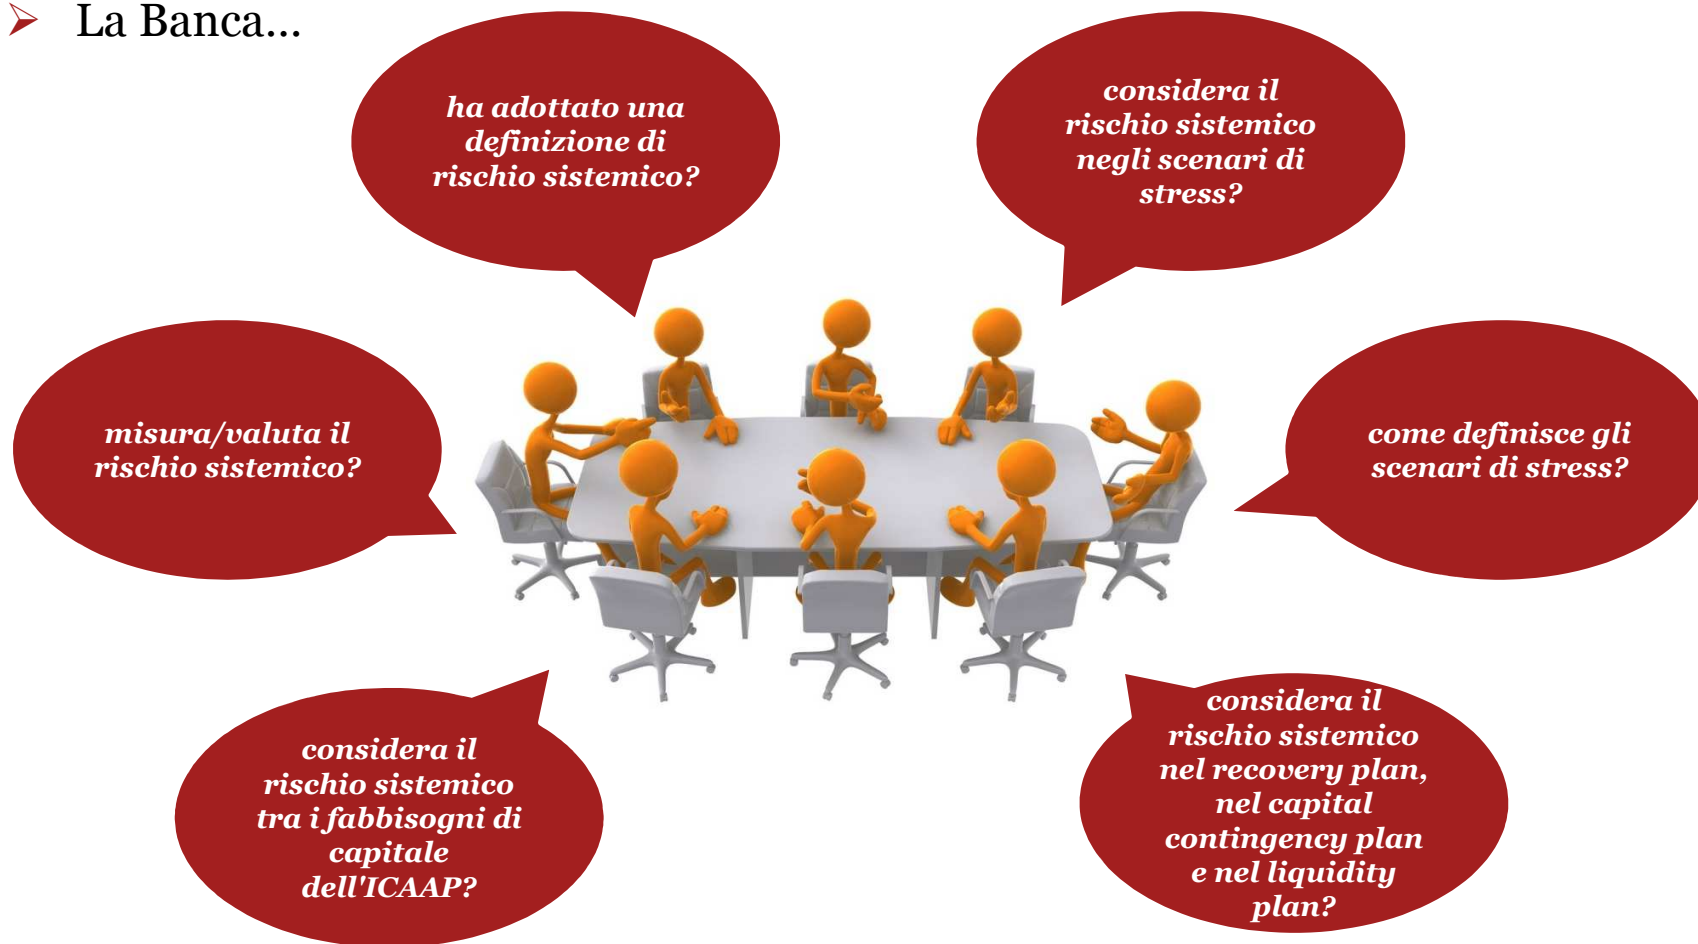 La Banca...
ha adottato una
definizione di
rischio sistemico?
considera il
rischio sistemico
negli scenari di
stress?
misura/valuta il
rischio sistemico?
come definisce gli
scenari di stress?
considera il
rischio sistemico
tra i fabbisogni di
capitale
dell'ICAAP?
considera il
rischio sistemico
nel recovery plan,
nel capital
contingency plan
e nel liquidity
plan?